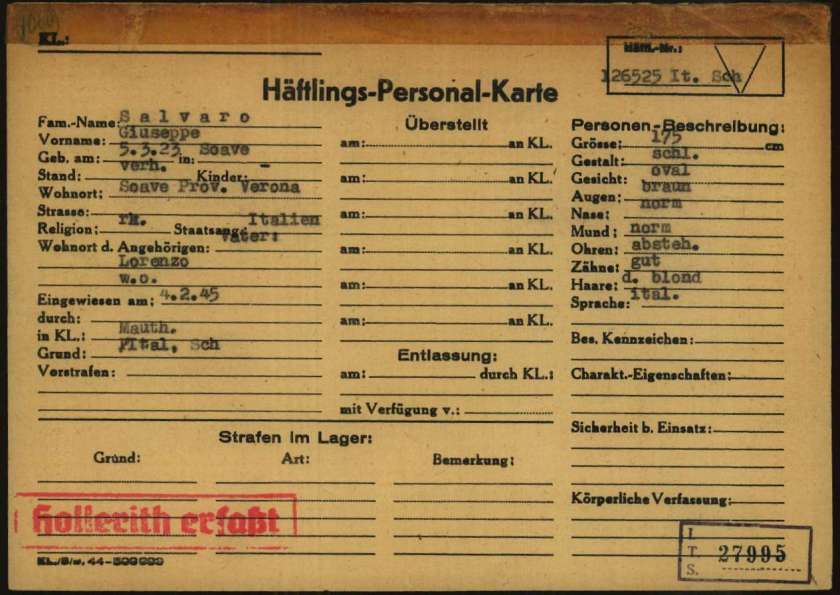 KL.:
Häftl.-Nr.:
126525 It. Sch
Häftlings-Personal-Karte
Fam.-Name: Salvaro
Vorname: Giuseppe
Geb. am: 5.3.23 in: Soave
Stand: verh. Kinder: -
Wohnort: Soave Prov. Verona
Strasse:
Religion: rk. Staatsang.: Italien
Wohnort d. Angehörigen: Vater:
Lorenzo
w.o.
Eingewiesen am: 4.2.45
durch:
in KL.: Mauth.
Grund: Ital, Sch
Vorstrafen:
Überstellt
am: an KL.
am: an KL.
am: an KL.
am: an KL.
am: an KL.
am: an KL.
Entlassung:
am: durch KL.:
mit Verfügung v.:
Personen-Beschreibung:
Grösse: 175 cm
Gestalt: schl.
Gesicht: oval
Augen: braun
Nase: norm
Mund: norm
Ohren: absteh.
Zähne: gut
Haare: d. blond
Sprache: ital.
Bes. Kennzeichen:
Charakt.-Eigenschaften:
Sicherheit b. Einsatz:
Körperliche Verfassung:
Strafen im Lager:
Grund: Art: Bemerkung:
Hollerith erfaßt
I. T. S. 27995